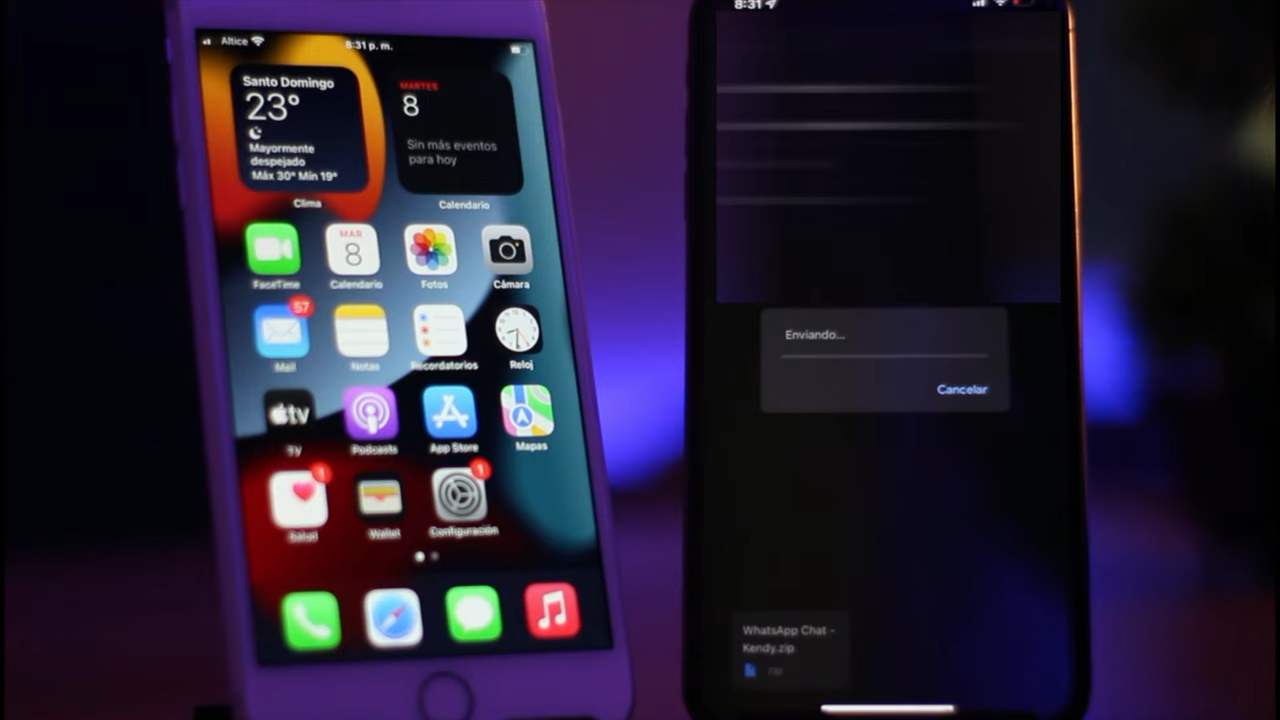 Altice
8:31 p. m.
Santo Domingo
23°
Mayormente
despejado
Máx 30° Mín 19°
Clima
MARTES
8
Sin más eventos
para hoy
Calendario
FaceTime
MAR
8
Calendario
Fotos
Cámara
57
Mail
Notas
Recordatorios
Reloj
tv
TV
Podcasts
App Store
Mapas
1
Salud
Wallet
1
Configuración
8:31
Enviando...
Cancelar
WhatsApp Chat -
Kendy.zip
zip